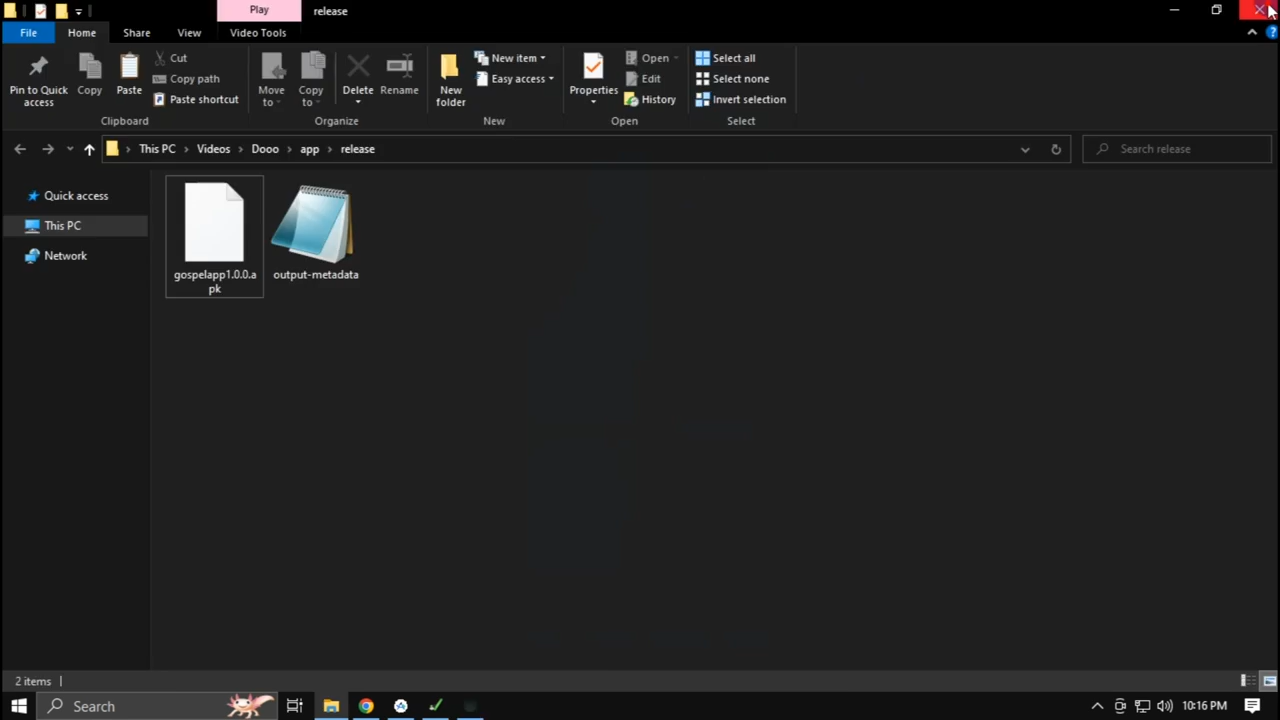 Play
release
File
Home
Share
View
Video Tools
Pin to Quick
access
Copy
Paste
Cut
Copy path
Paste shortcut
Clipboard
Move
to
Copy
to
Delete
Rename
Organize
New
folder
New item
Easy access
New
Properties
Open
Edit
History
Open
Select all
Select none
Invert selection
Select
This PC
Videos
Dooo
app
release
Search release
Quick access
This PC
Network
gospelapp1.0.0.a
pk
output-metadata
2 items
Search
10:16 PM